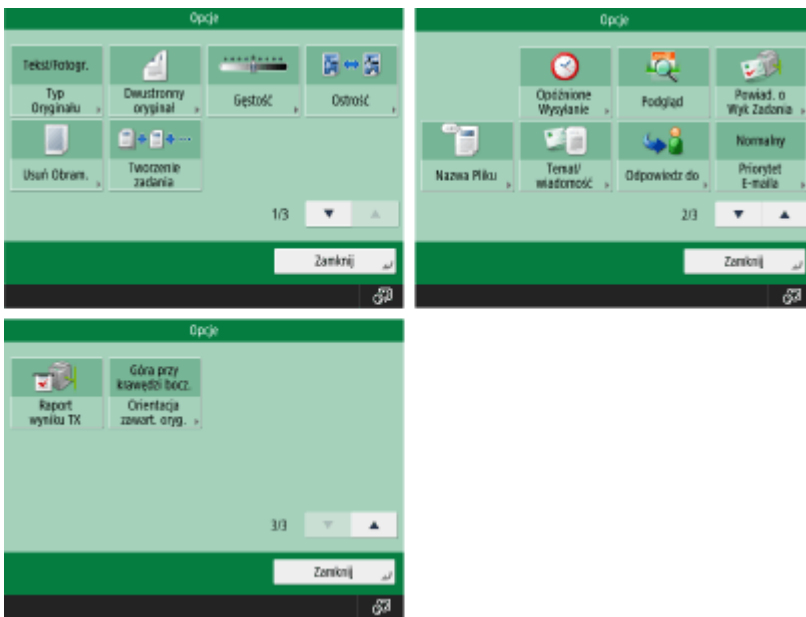 Opcje
Tekst/Fotogr.
Typ
Oryginału
Dwustronny
oryginał
Gęstość
Ostrość
Usuń Obram.
Tworzenie
zadania
1/3
Zamknij
Opcje
Opóźnione
Wysyłanie
Podgląd
Powiad. o
Wyk Zadania
Nazwa Pliku
Temat/
wiadomość
Odpowiedz do
Normalny
Priorytet
E-maila
2/3
Zamknij
Opcje
Raport
wyniku TX
Góra przy
krawędzi bocz.
Orientacja
zawart. oryg.
3/3
Zamknij